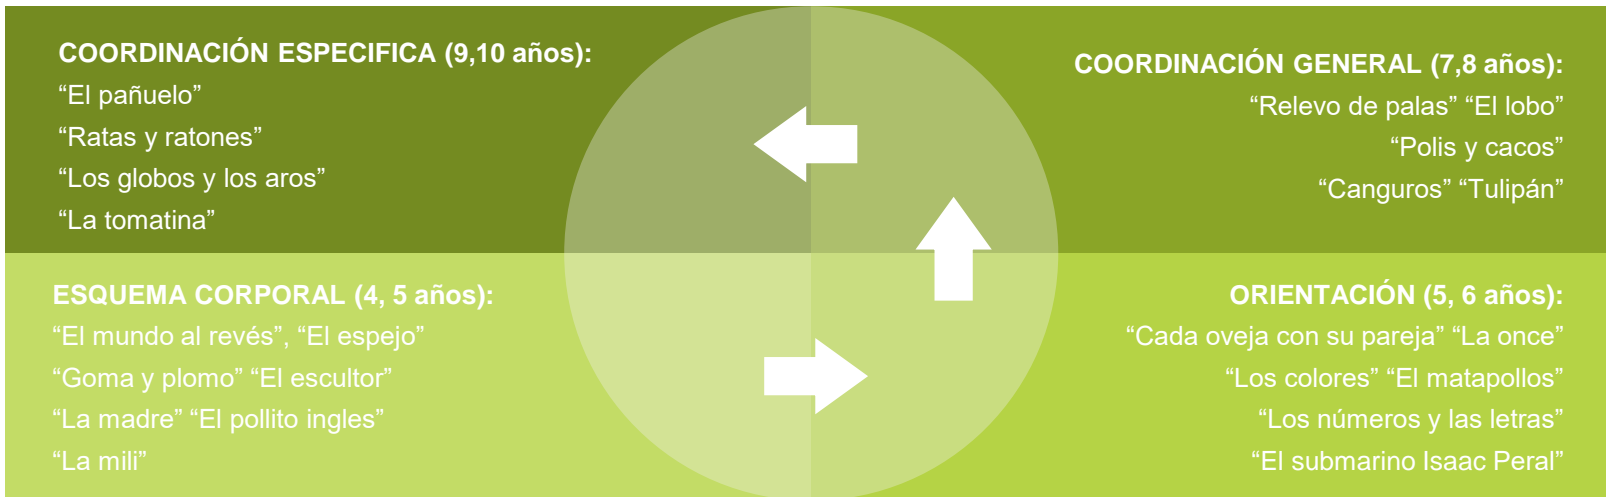 COORDINACIÓN ESPECIFICA (9,10 años):
“El pañuelo”
“Ratas y ratones”
“Los globos y los aros”
“La tomatina”
COORDINACIÓN GENERAL (7,8 años):
“Relevo de palas” “El lobo”
“Polis y cacos”
“Canguros” “Tulipán”
ESQUEMA CORPORAL (4, 5 años):
“El mundo al revés”, “El espejo”
“Goma y plomo” “El escultor”
“La madre” “El pollito ingles”
“La mili”
ORIENTACIÓN (5, 6 años):
“Cada oveja con su pareja” “La once”
“Los colores” “El matapollos”
“Los números y las letras”
“El submarino Isaac Peral”